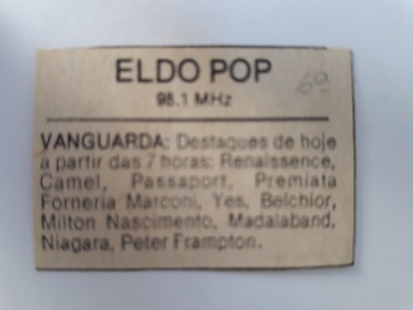 ELDO POP
98.1 MHz
VANGUARDA: Destaques de hoje
a partir das 7 horas: Renaissence,
Camel, Passaport, Premiata
Forneria Marconi, Yes, Belchior,
Milton Nascimento, Madalaband,
Niagara, Peter Frampton.